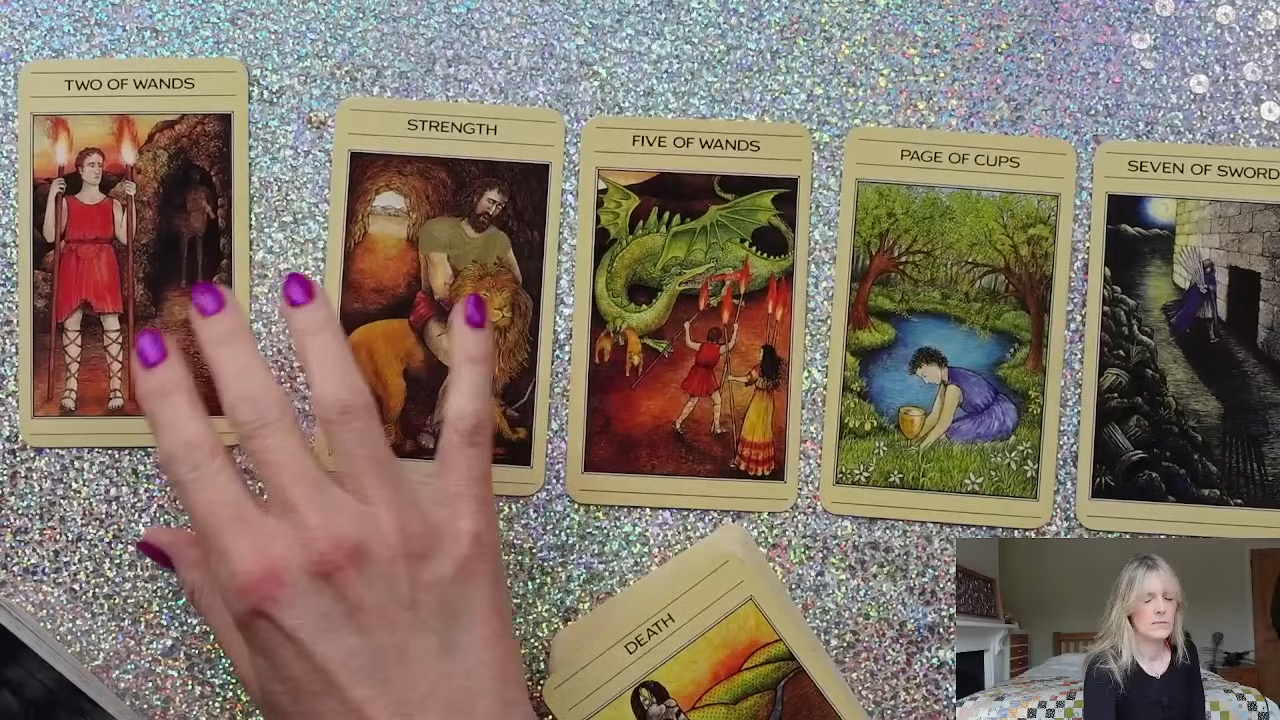 TWO OF WANDS
STRENGTH
FIVE OF WANDS
PAGE OF CUPS
SEVEN OF SWORD
DEATH